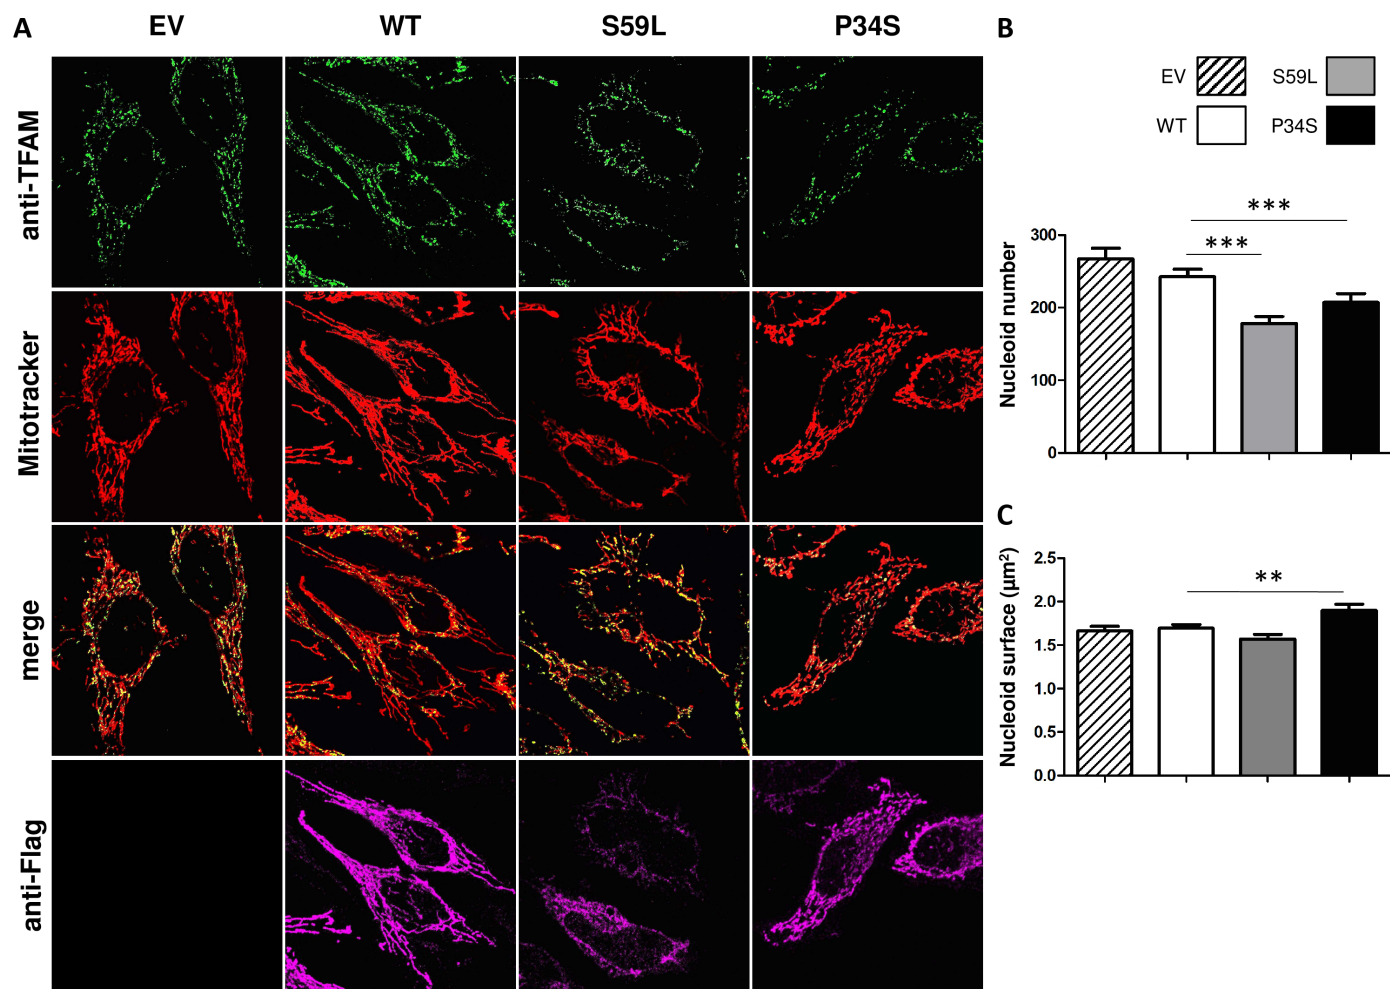 A
EV
WT
S59L
P34S
anti-TFAM
Mitotracker
merge
anti-Flag
B
EV
S59L
WT
P34S
***
***
Nucleoid number
300
200
100
0
C
**
Nucleoid surface (µm²)
2.5
2.0
1.5
1.0
0.5
0.0